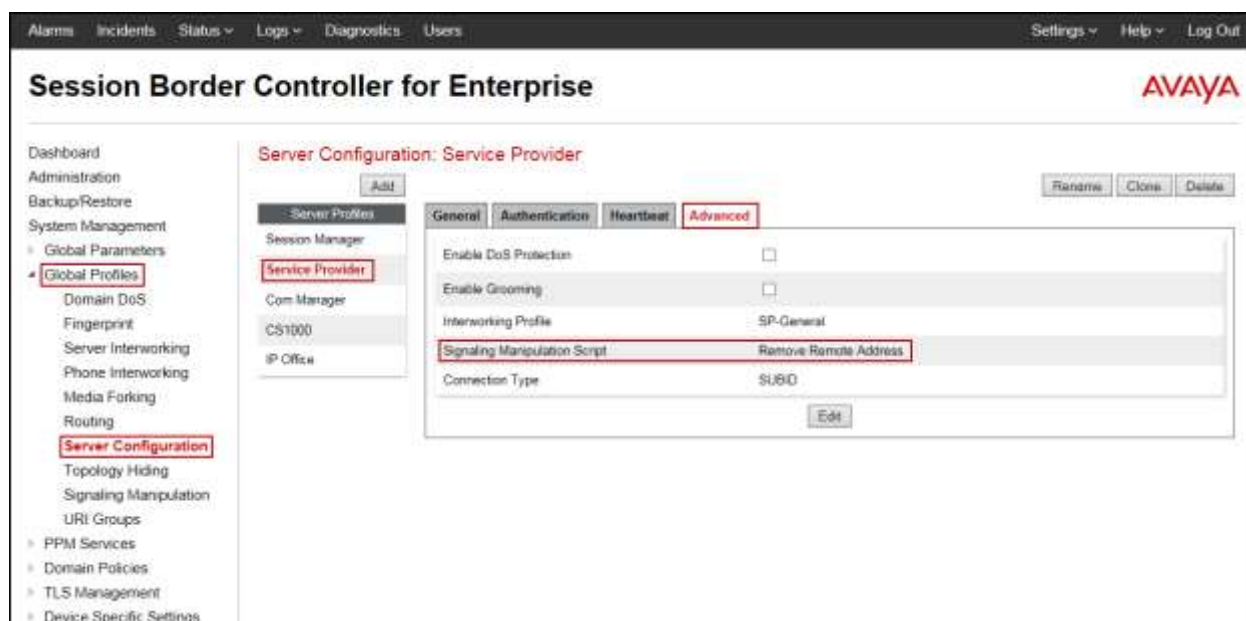 Alarms Incidents Status Logs Diagnostics Users Settings Help Log Out
Session Border Controller for Enterprise AVAYA
Dashboard
Administration
Backup/Restore
System Management
Global Parameters
Global Profiles
Domain DoS
Fingerprint
Server Interworking
Phone Interworking
Media Forking
Routing
Server Configuration
Topology Hiding
Signaling Manipulation
URI Groups
PPM Services
Domain Policies
TLS Management
Device Specific Settings
Server Configuration: Service Provider
Add Rename Clone Delete
Server Profiles
Session Manager
Service Provider
Com Manager
CS1000
IP Office
General Authentication Heartbeat Advanced
Enable DoS Protection
Enable Grooming
Interworking Profile SP-General
Signaling Manipulation Script Remove Remote Address
Connection Type SUBID
Edit